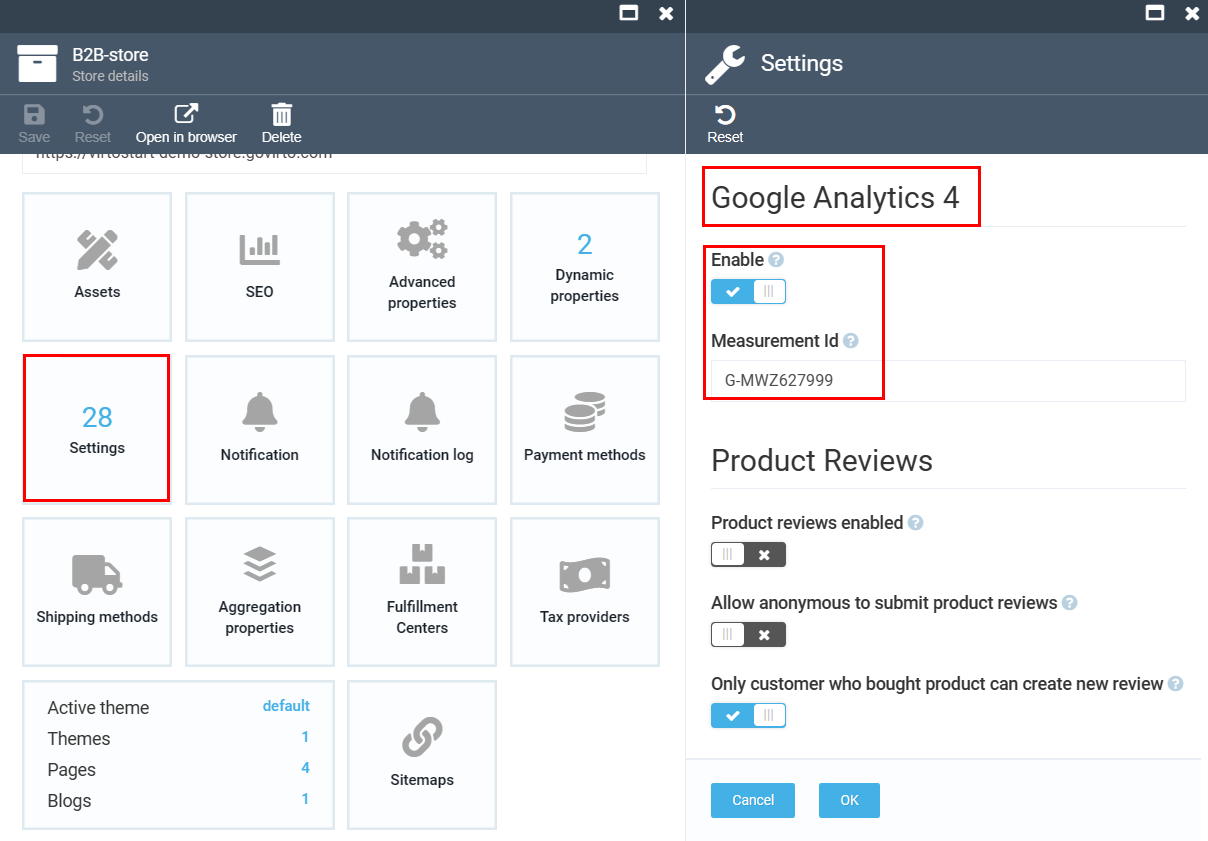 B2B-store
Store details
Save
Reset
Open in browser
Delete
https://virtostart-demo-store.govirto.com
Assets
SEO
Advanced
properties
2
Dynamic
properties
28
Settings
Notification
Notification log
Payment methods
Shipping methods
Aggregation
properties
Fulfillment
Centers
Tax providers
Active theme default
Themes 1
Pages 4
Blogs 1
Sitemaps
Settings
Reset
Google Analytics 4
Enable ?
Measurement Id ?
G-MWZ627999
Product Reviews
Product reviews enabled ?
Allow anonymous to submit product reviews ?
Only customer who bought product can create new review ?
Cancel
OK